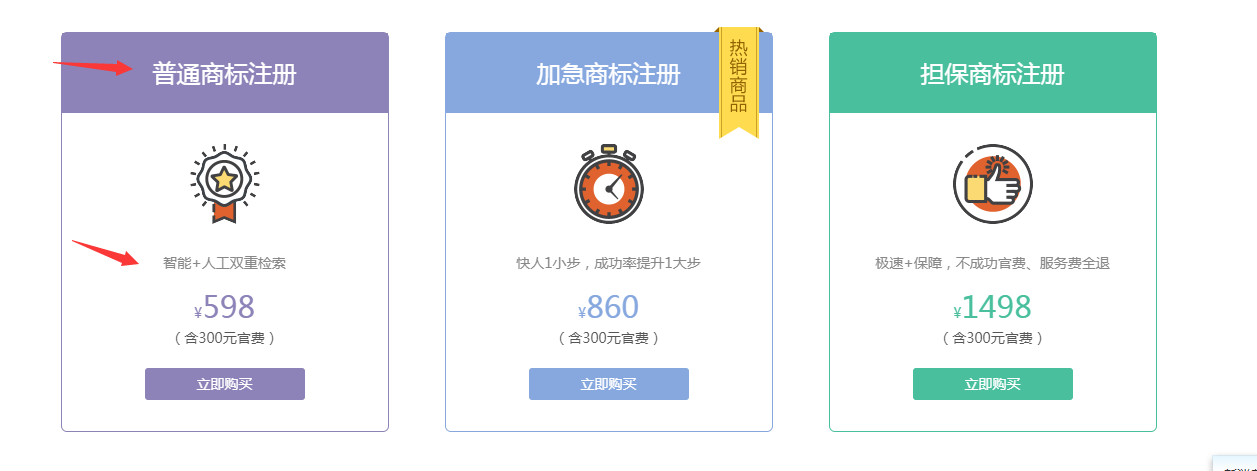 普通商标注册
智能+人工双重检索
¥598
（含300元官费）
立即购买
加急商标注册
热销商品
快人1小步，成功率提升1大步
¥860
（含300元官费）
立即购买
担保商标注册
极速+保障，不成功官费、服务费全退
¥1498
（含300元官费）
立即购买